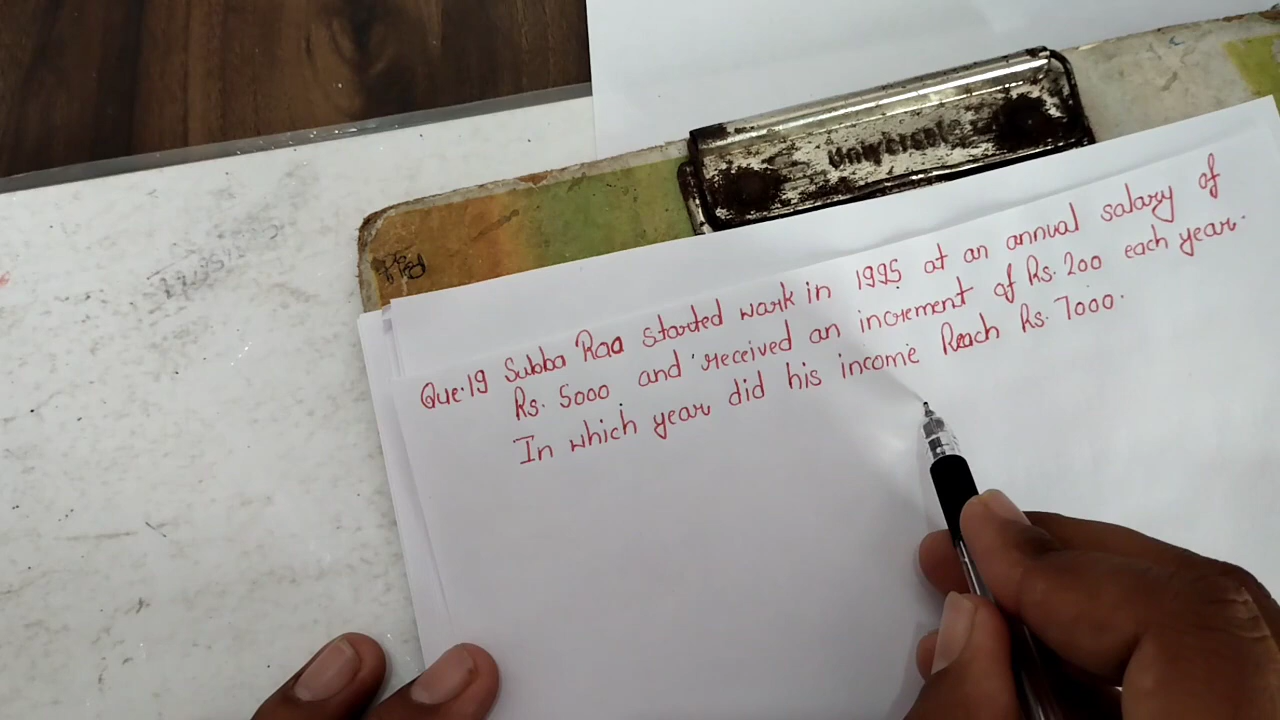 Universal
Que.19 Subba Rao started work in 1995 at an annual salary of
Rs. 5000 and received an increment of Rs. 200 each year.
In which year did his income Reach Rs. 7000.